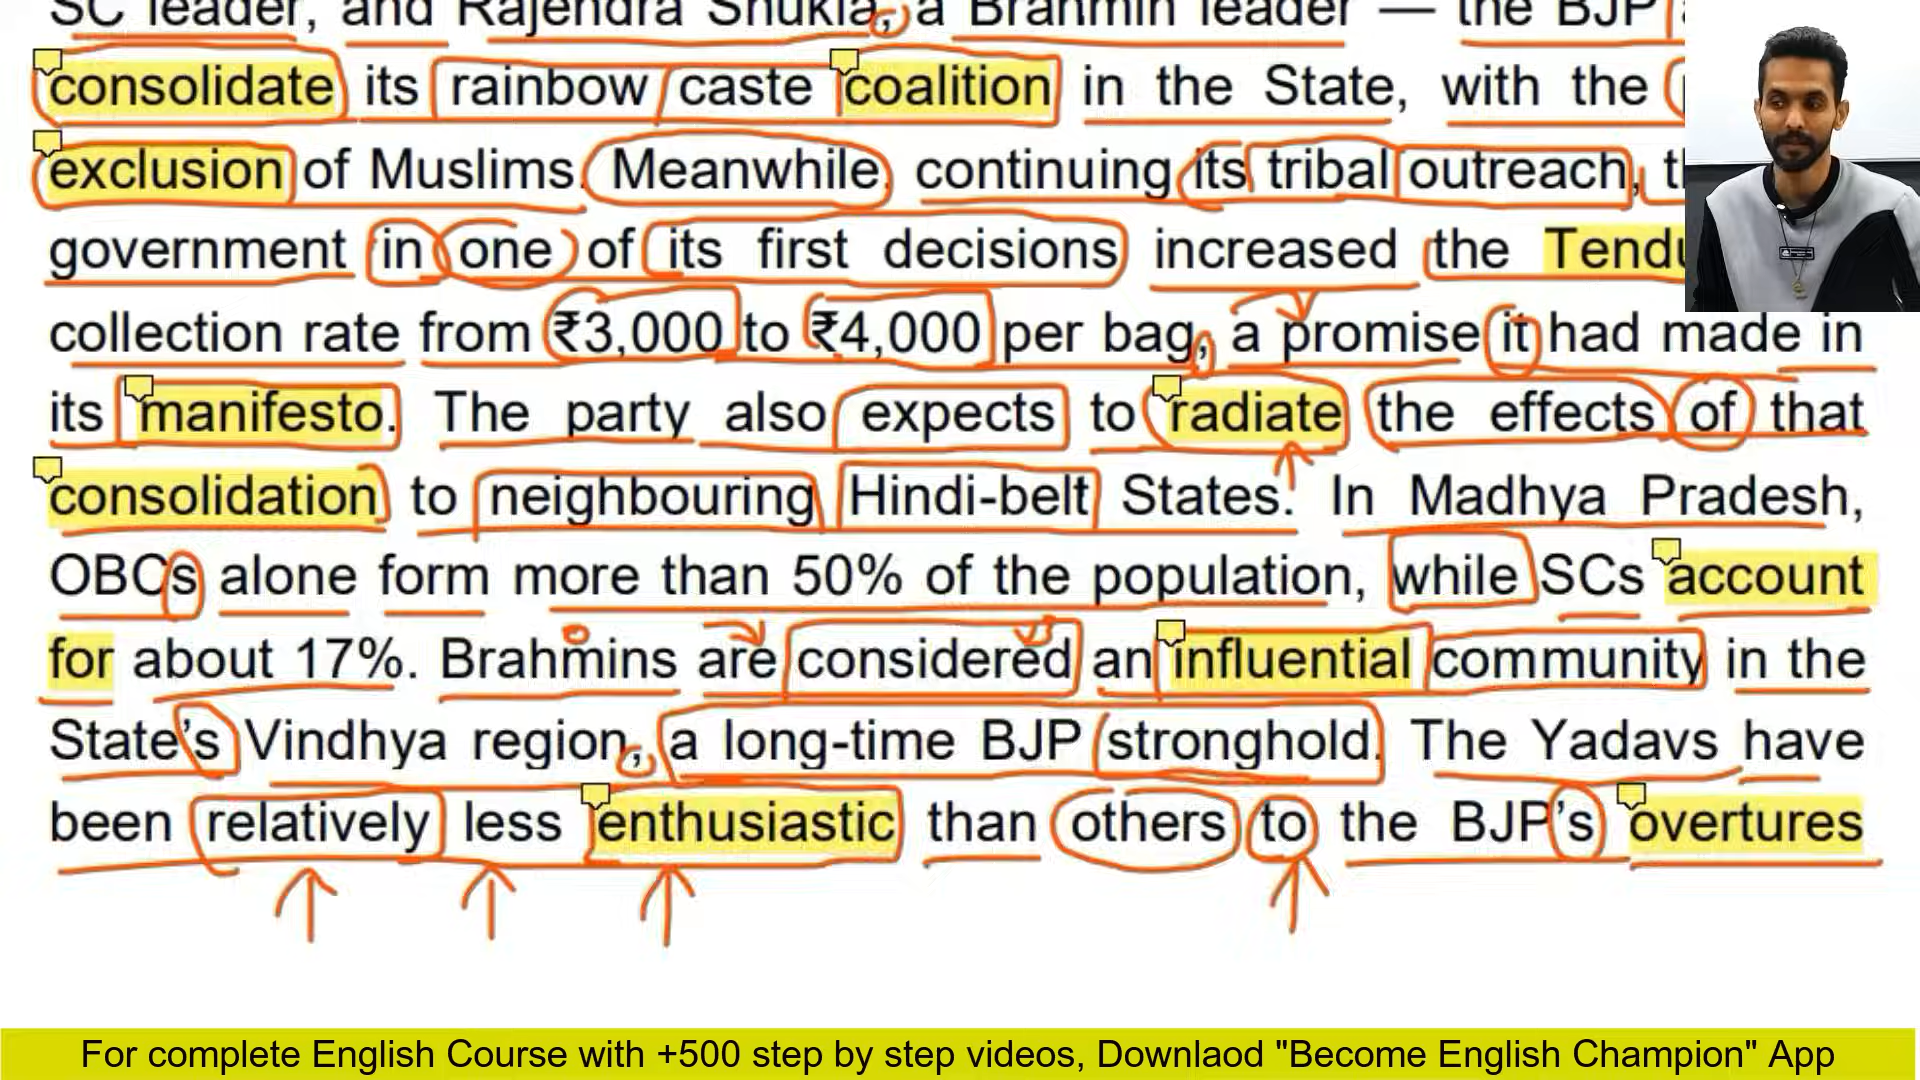 SC leader, and Rajendra Shukla, a Brahmin leader — the BJP
consolidate its rainbow caste coalition in the State, with the
exclusion of Muslims. Meanwhile, continuing its tribal outreach,
government in one of its first decisions increased the Tendu
collection rate from ₹3,000 to ₹4,000 per bag, a promise it had made in
its manifesto. The party also expects to radiate the effects of that
consolidation to neighbouring Hindi-belt States. In Madhya Pradesh,
OBCs alone form more than 50% of the population, while SCs account
for about 17%. Brahmins are considered an influential community in the
State’s Vindhya region, a long-time BJP stronghold. The Yadavs have
been relatively less enthusiastic than others to the BJP’s overtures
For complete English Course with +500 step by step videos, Downlaod "Become English Champion" App